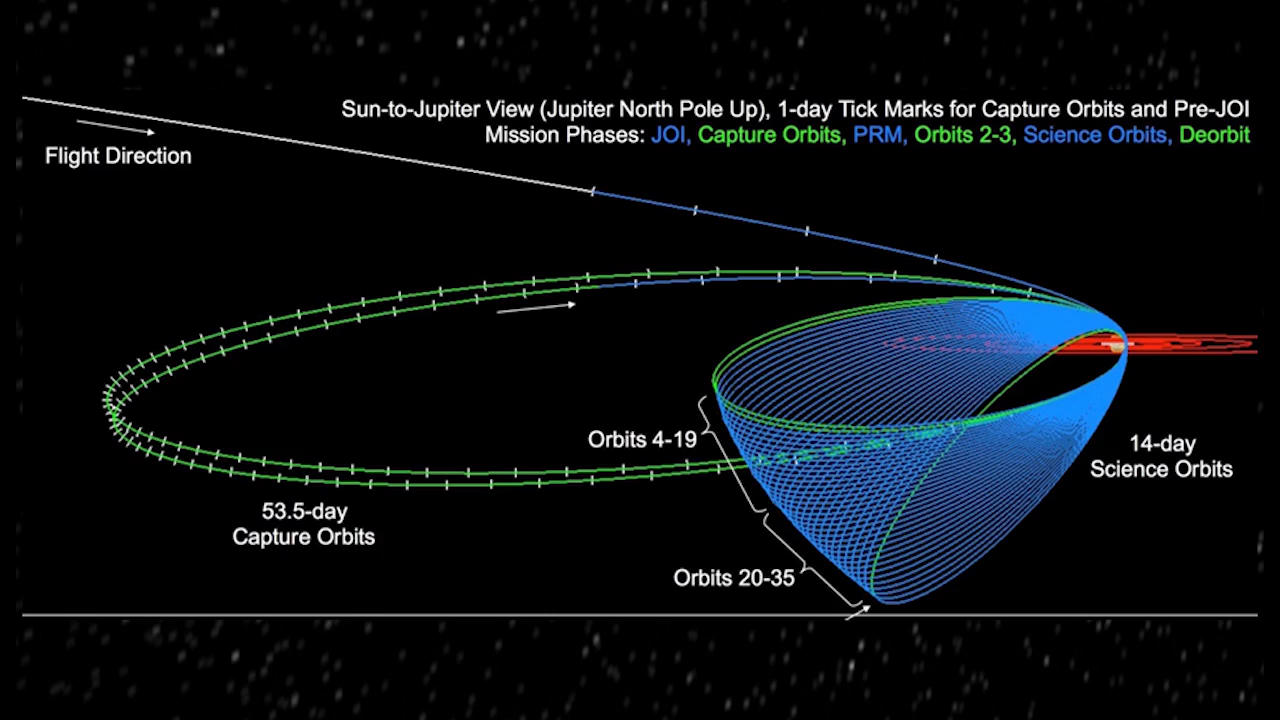 Sun-to-Jupiter View (Jupiter North Pole Up), 1-day Tick Marks for Capture Orbits and Pre-JOI
Mission Phases: JOI, Capture Orbits, PRM, Orbits 2-3, Science Orbits, Deorbit
Flight Direction
Orbits 4-19
14-day
Science Orbits
53.5-day
Capture Orbits
Orbits 20-35